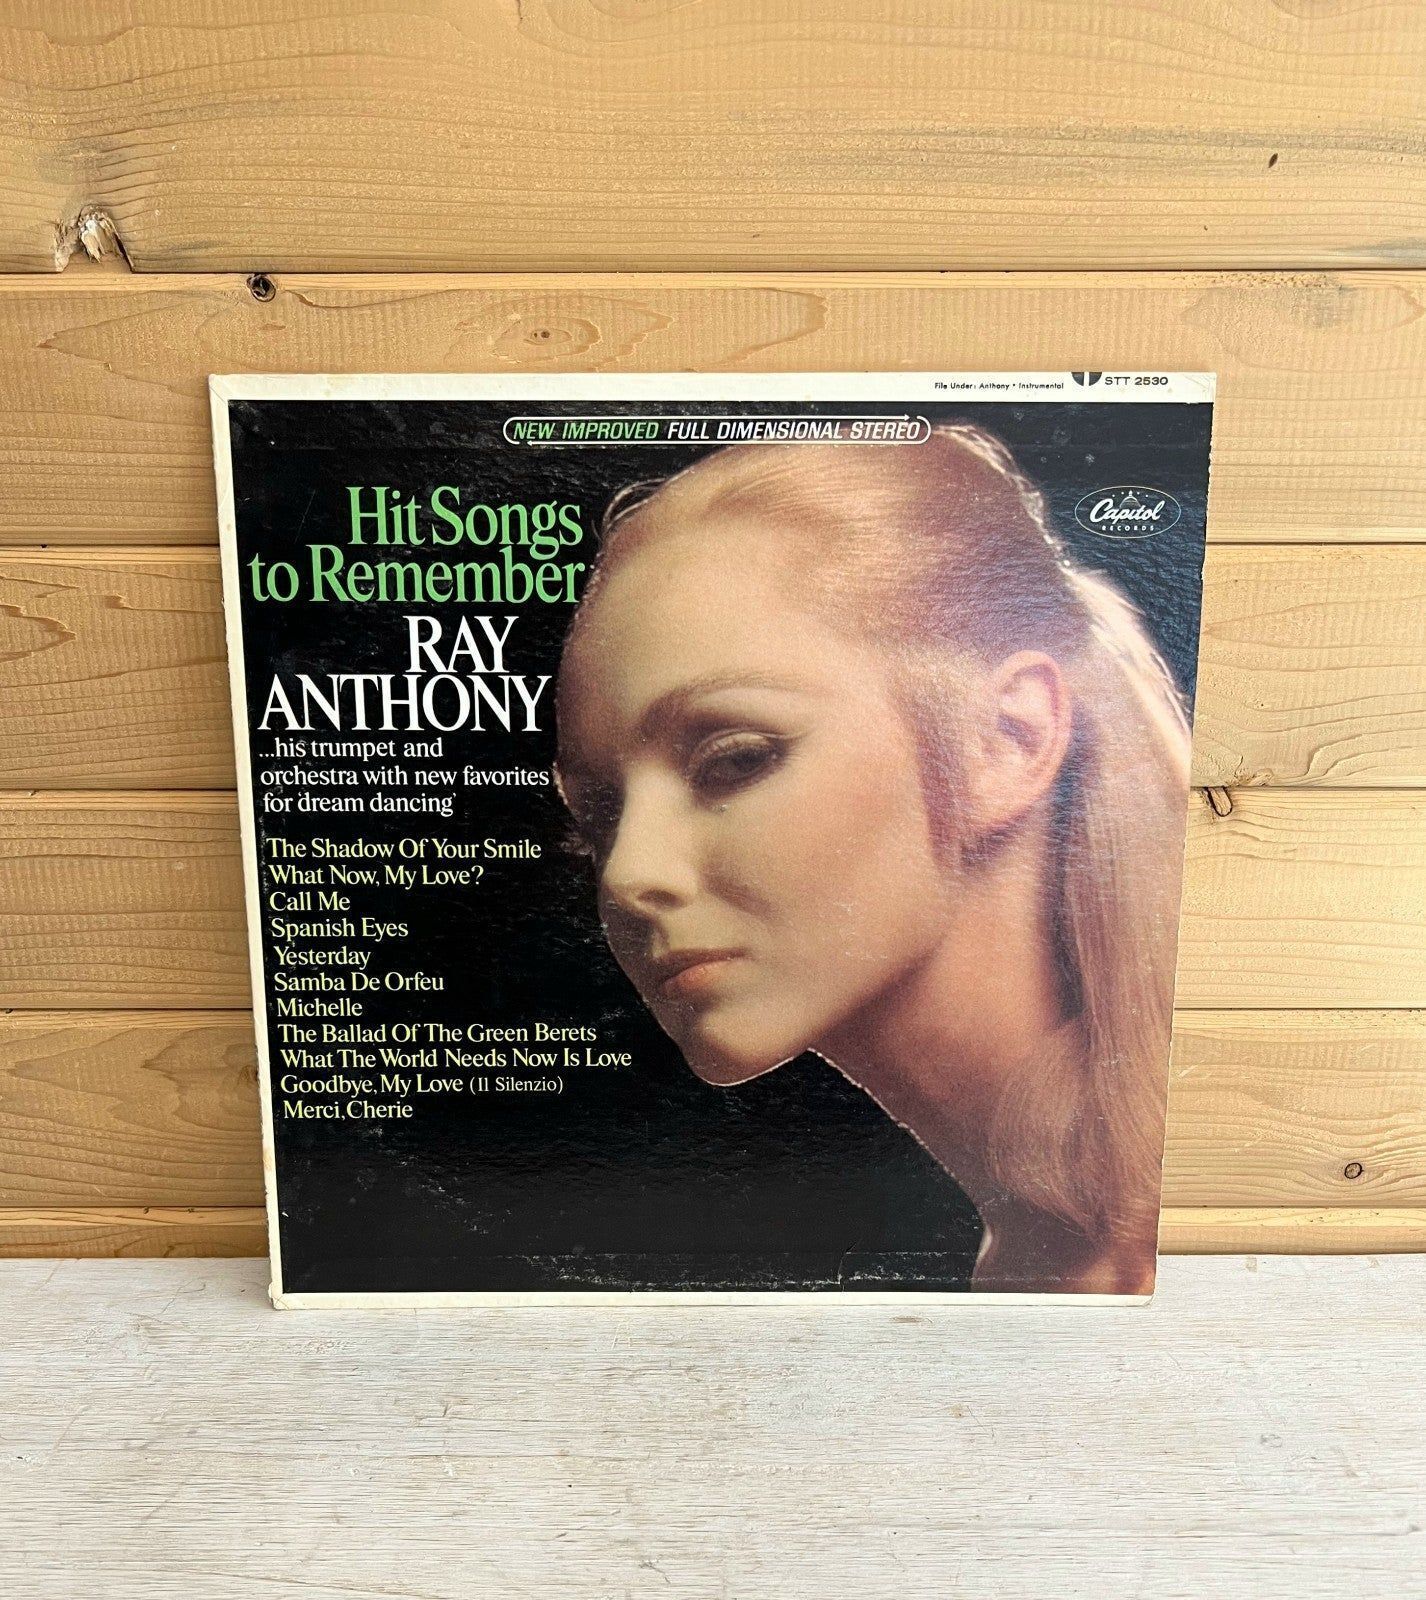 File Under: Anthony • Instrumental
STT 2530
NEW IMPROVED FULL DIMENSIONAL STEREO
Capitol
RECORDS
Hit Songs
to Remember
RAY
ANTHONY
...his trumpet and
orchestra with new favorites
for 'dream dancing'
The Shadow Of Your Smile
What Now, My Love?
Call Me
Spanish Eyes
Yesterday
Samba De Orfeu
Michelle
The Ballad Of The Green Berets
What The World Needs Now Is Love
Goodbye, My Love (Il Silenzio)
Merci, Cherie